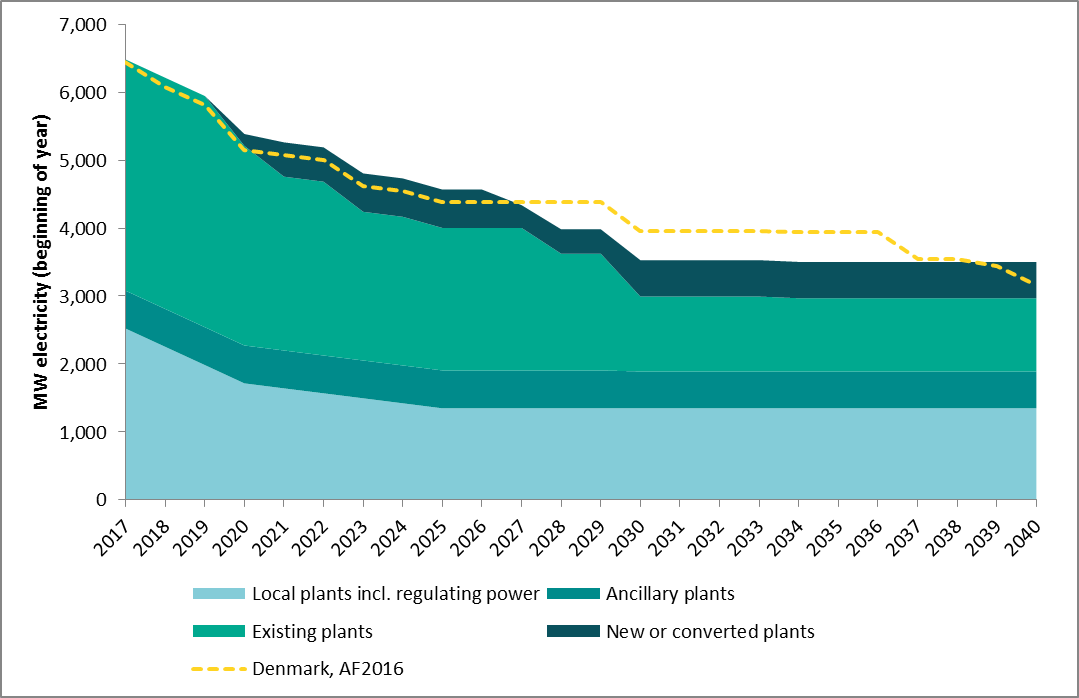 MW electricity (beginning of year)
7,000
6,000
5,000
4,000
3,000
2,000
1,000
0
2017 2018 2019 2020 2021 2022 2023 2024 2025 2026 2027 2028 2029 2030 2031 2032 2033 2034 2035 2036 2037 2038 2039 2040
Local plants incl. regulating power Ancillary plants
Existing plants New or converted plants
Denmark, AF2016